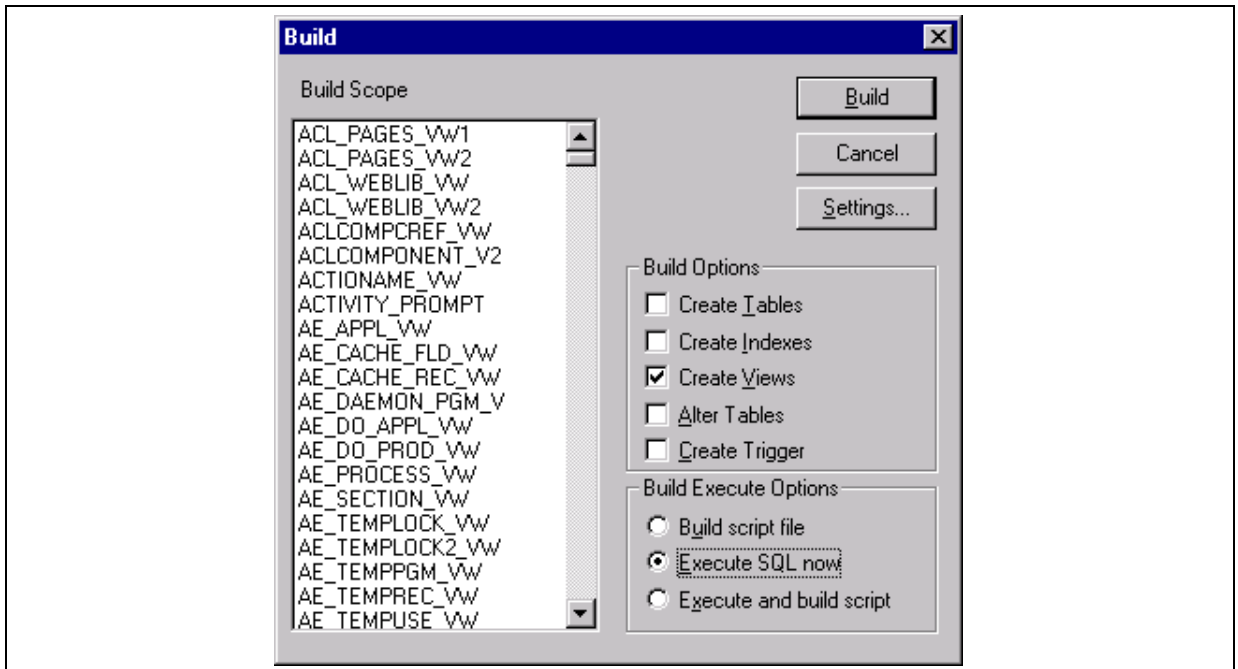 Build
Build Scope
ACL_PAGES_VW1
ACL_PAGES_VW2
ACL_WEBLIB_VW
ACL_WEBLIB_VW2
ACLCOMPCREF_VW
ACLCOMPONENT_V2
ACTIONAME_VW
ACTIVITY_PROMPT
AE_APPL_VW
AE_CACHE_FLD_VW
AE_CACHE_REC_VW
AE_DAEMON_PGM_V
AE_DO_APPL_VW
AE_DO_PROD_VW
AE_PROCESS_VW
AE_SECTION_VW
AE_TEMPLOCK_VW
AE_TEMPLOCK2_VW
AE_TEMPPGM_VW
AE_TEMPREC_VW
AE_TEMPUSE_VW
Build
Cancel
Settings...
Build Options
Create Tables
Create Indexes
Create Views
Alter Tables
Create Trigger
Build Execute Options
Build script file
Execute SQL now
Execute and build script